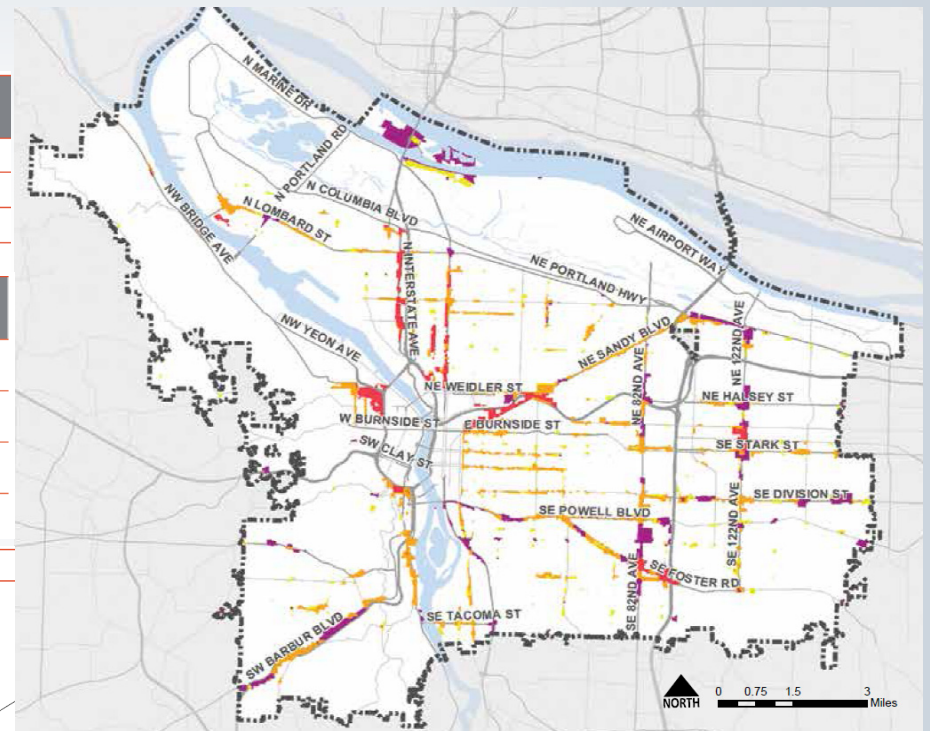 N MARINE DR
N PORTLAND RD
N COLUMBIA BLVD
N LOMBARD ST
NW BRIDGE AVE
N INTERSTATE AVE
NE AIRPORT WAY
NE PORTLAND HWY
NW YEON AVE
NE SANDY BLVD
NE 122ND AVE
NE WEIDLER ST
NE 82ND AVE
NE HALSEY ST
W BURNSIDE ST
E BURNSIDE ST
SW CLAY ST
SE STARK ST
SE DIVISION ST
SE POWELL BLVD
SE 122ND AVE
SE 82ND AVE
SE FOSTER RD
SE TACOMA ST
SW BARBUR BLVD
NORTH
0 0.75 1.5 3
Miles